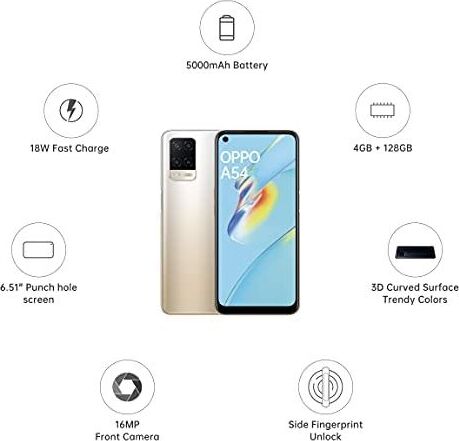 5000mAh Battery
18W Fast Charge
4GB + 128GB
OPPO
A54
6.51” Punch hole
screen
3D Curved Surface
Trendy Colors
16MP
Front Camera
Side Fingerprint
Unlock